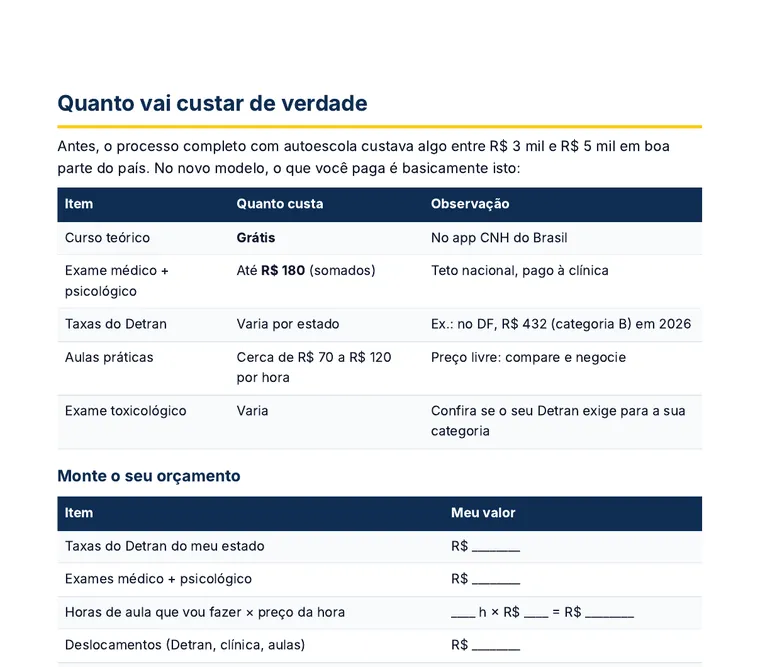 Quanto vai custar de verdade
Antes, o processo completo com autoescola custava algo entre R$ 3 mil e R$ 5 mil em boa
parte do país. No novo modelo, o que você paga é basicamente isto:
Item Quanto custa Observação
Curso teórico Grátis No app CNH do Brasil
Exame médico + Até R$ 180 (somados) Teto nacional, pago à clínica
psicológico
Taxas do Detran Varia por estado Ex.: no DF, R$ 432 (categoria B) em 2026
Aulas práticas Cerca de R$ 70 a R$ 120 Preço livre: compare e negocie
por hora
Exame toxicológico Varia Confira se o seu Detran exige para a sua
categoria
Monte o seu orçamento
Item Meu valor
Taxas do Detran do meu estado R$ ________
Exames médico + psicológico R$ ________
Horas de aula que vou fazer × preço da hora ____ h × R$ ____ = R$ ________
Deslocamentos (Detran, clínica, aulas) R$ ________